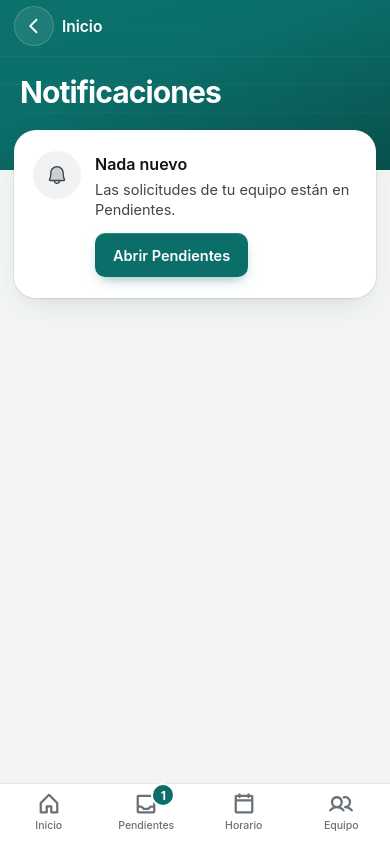 Inicio
Notificaciones
Nada nuevo
Las solicitudes de tu equipo están en
Pendientes.
Abrir Pendientes
1
Inicio
Pendientes
Horario
Equipo